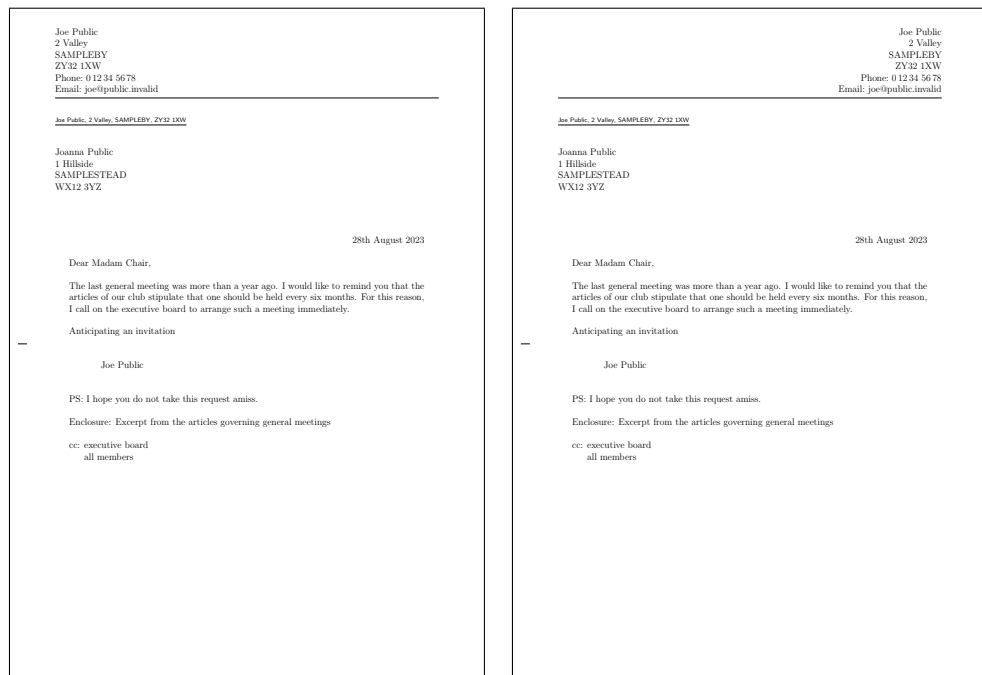 Joe Public
2 Valley
SAMPLEBY
ZY32 1XW
Phone: 0 12 34 56 78
Email: joe@public.invalid
Joe Public, 2 Valley, SAMPLEBY, ZY32 1XW
Joanna Public
1 Hillside
SAMPLESTEAD
WX12 3YZ
28th August 2023
Dear Madam Chair,
The last general meeting was more than a year ago. I would like to remind you that the
articles of our club stipulate that one should be held every six months. For this reason,
I call on the executive board to arrange such a meeting immediately.
Anticipating an invitation
Joe Public
PS: I hope you do not take this request amiss.
Enclosure: Excerpt from the articles governing general meetings
cc: executive board
all members
Joe Public
2 Valley
SAMPLEBY
ZY32 1XW
Phone: 0 12 34 56 78
Email: joe@public.invalid
Joe Public, 2 Valley, SAMPLEBY, ZY32 1XW
Joanna Public
1 Hillside
SAMPLESTEAD
WX12 3YZ
28th August 2023
Dear Madam Chair,
The last general meeting was more than a year ago. I would like to remind you that the
articles of our club stipulate that one should be held every six months. For this reason,
I call on the executive board to arrange such a meeting immediately.
Anticipating an invitation
Joe Public
PS: I hope you do not take this request amiss.
Enclosure: Excerpt from the articles governing general meetings
cc: executive board
all members